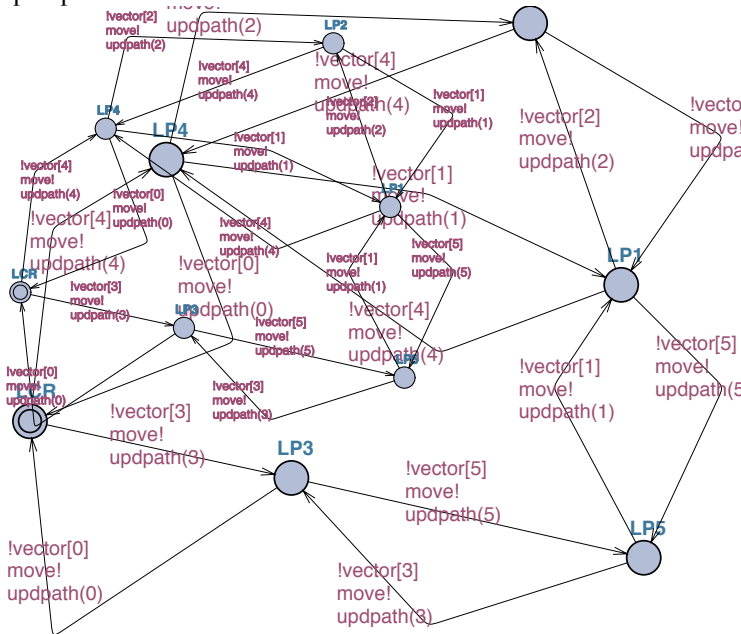 !vector[2]
move!
updpath(2)
updpath(2)
LP2
!vector[4]
move!
updpath(4)
!vector[4]
move!
updpath(4)
!vector[1]
move!
updpath(1)
!vector[2]
move!
updpath(2)
!vector[2]
move!
updpath(2)
LP4
LP4
!vector[1]
move!
updpath(1)
!vector[4]
move!
updpath(4)
!vector[0]
move!
updpath(0)
LP1
!vector[1]
move!
updpath(1)
!vector[4]
move!
updpath(4)
!vector[4]
move!
updpath(4)
!vector[5]
move!
updpath(5)
!vector[1]
move!
updpath(1)
LP1
LCR
!vector[3]
move!
updpath(3)
!vector[0]
move!
updpath(0)
LP3
!vector[5]
move!
updpath(5)
!vector[4]
move!
updpath(4)
!vector[5]
move!
!vector[1]
move!
updpath(1)
!vector[0]
move!
updpath(0)
LCR
!vector[3]
move!
updpath(3)
!vector[3]
move!
updpath(3)
LP3
!vector[5]
move!
updpath(5)
LP5
!vector[0]
move!
updpath(0)
!vector[3]
move!
updpath(3)